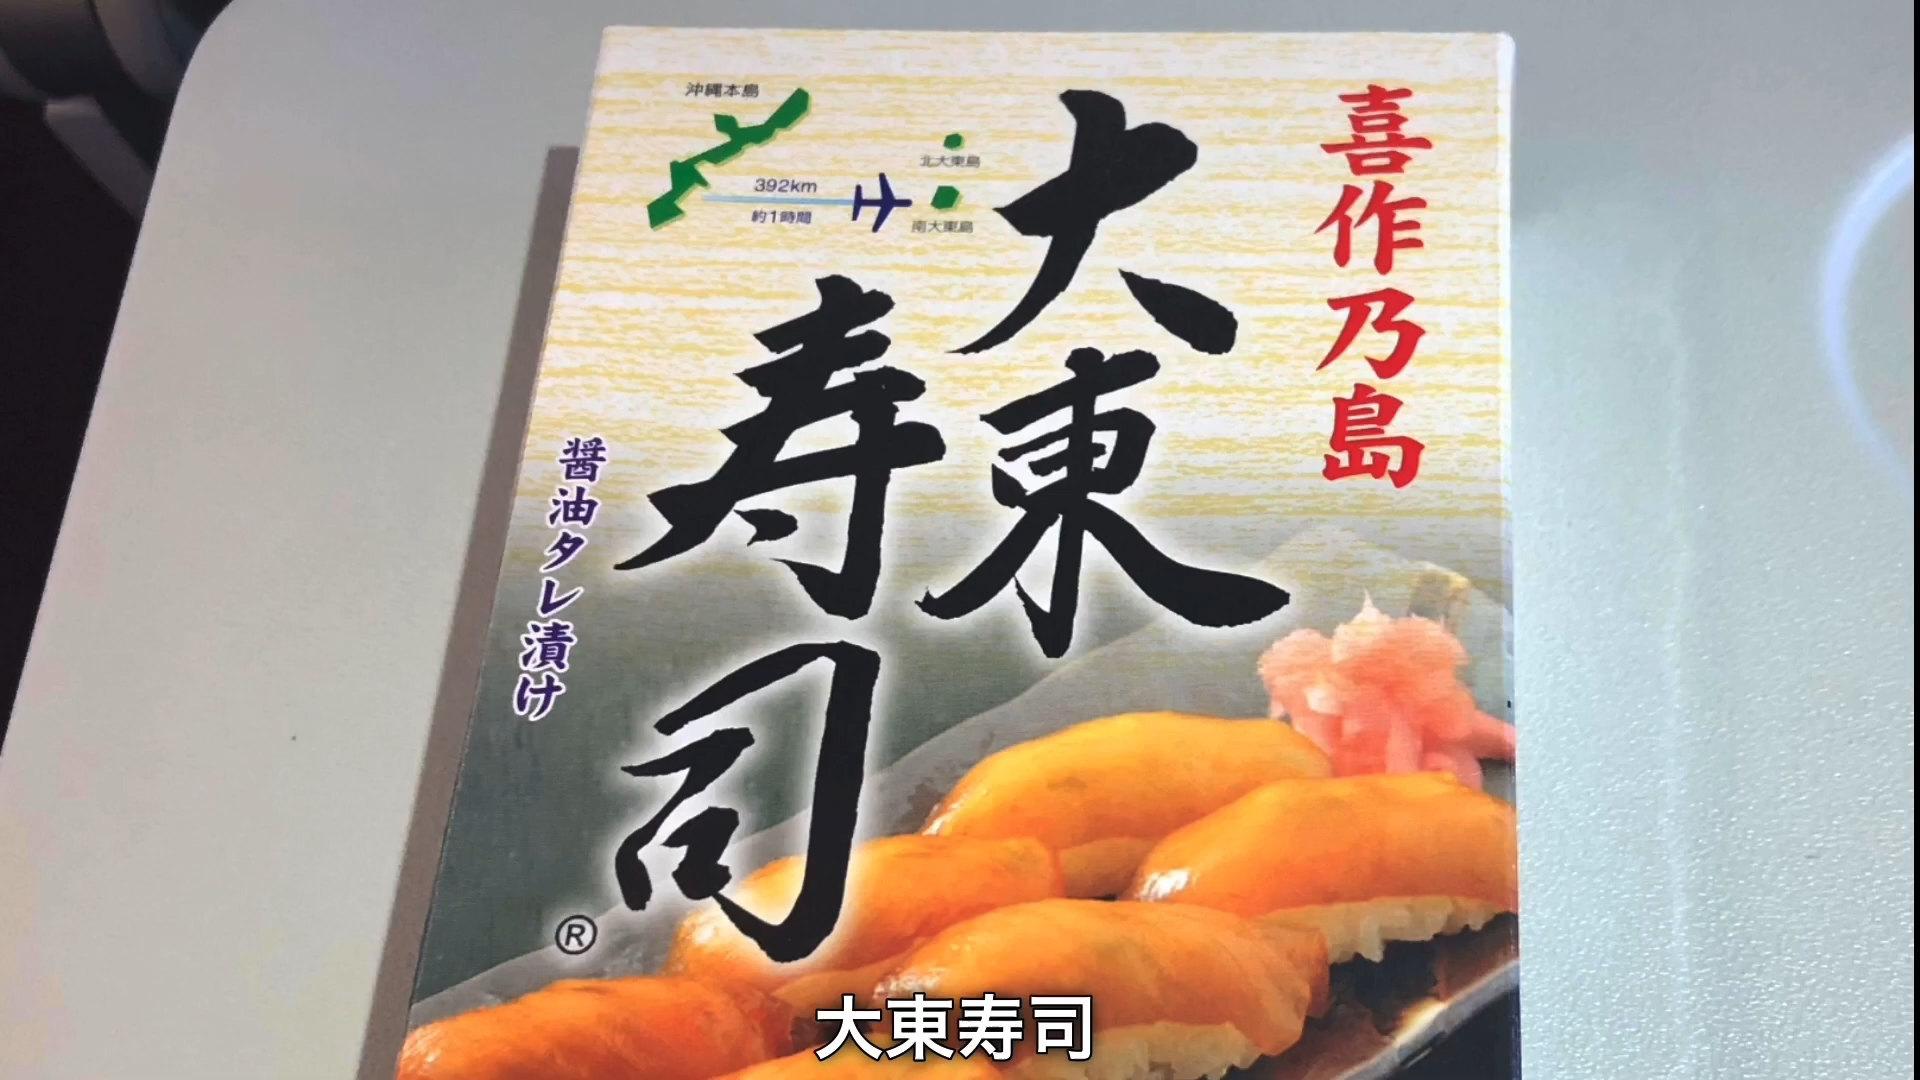 喜作乃島
大東
寿司
®
沖縄本島
北大東島
392km
約1時間
南大東島
醤油タレ漬け
大東寿司